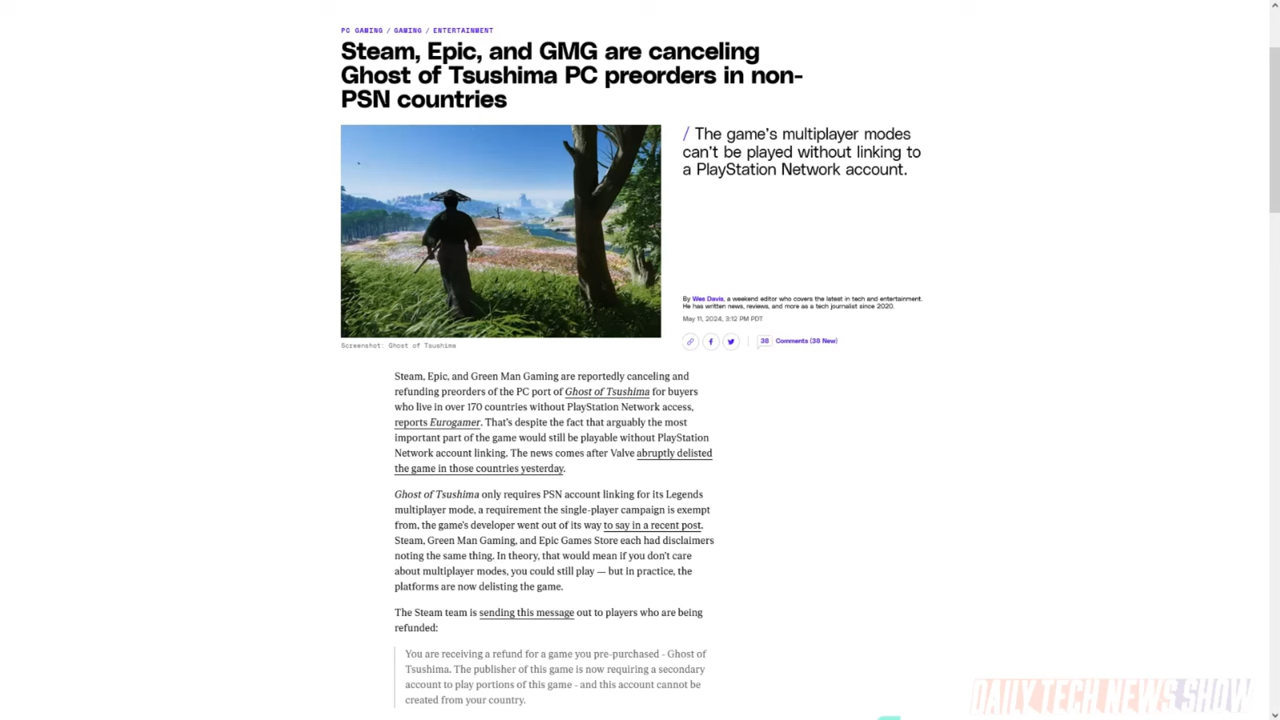 PC GAMING / GAMING / ENTERTAINMENT
Steam, Epic, and GMG are canceling
Ghost of Tsushima PC preorders in non-
PSN countries
/ The game's multiplayer modes
can't be played without linking to
a PlayStation Network account.
By Wes Davis, a weekend editor who covers the latest in tech and entertainment.
He has written news, reviews, and more as a tech journalist since 2020.
May 11, 2024, 3:12 PM PDT
38 Comments (38 New)
Screenshot: Ghost of Tsushima
Steam, Epic, and Green Man Gaming are reportedly canceling and
refunding preorders of the PC port of Ghost of Tsushima for buyers
who live in over 170 countries without PlayStation Network access,
reports Eurogamer. That's despite the fact that arguably the most
important part of the game would still be playable without PlayStation
Network account linking. The news comes after Valve abruptly delisted
the game in those countries yesterday.
Ghost of Tsushima only requires PSN account linking for its Legends
multiplayer mode, a requirement the single-player campaign is exempt
from, the game's developer went out of its way to say in a recent post.
Steam, Green Man Gaming, and Epic Games Store each had disclaimers
noting the same thing. In theory, that would mean if you don't care
about multiplayer modes, you could still play — but in practice, the
platforms are now delisting the game.
The Steam team is sending this message out to players who are being
refunded:
You are receiving a refund for a game you pre-purchased - Ghost of
Tsushima. The publisher of this game is now requiring a secondary
account to play portions of this game - and this account cannot be
created from your country.
DAILY TECH NEWS SHOW